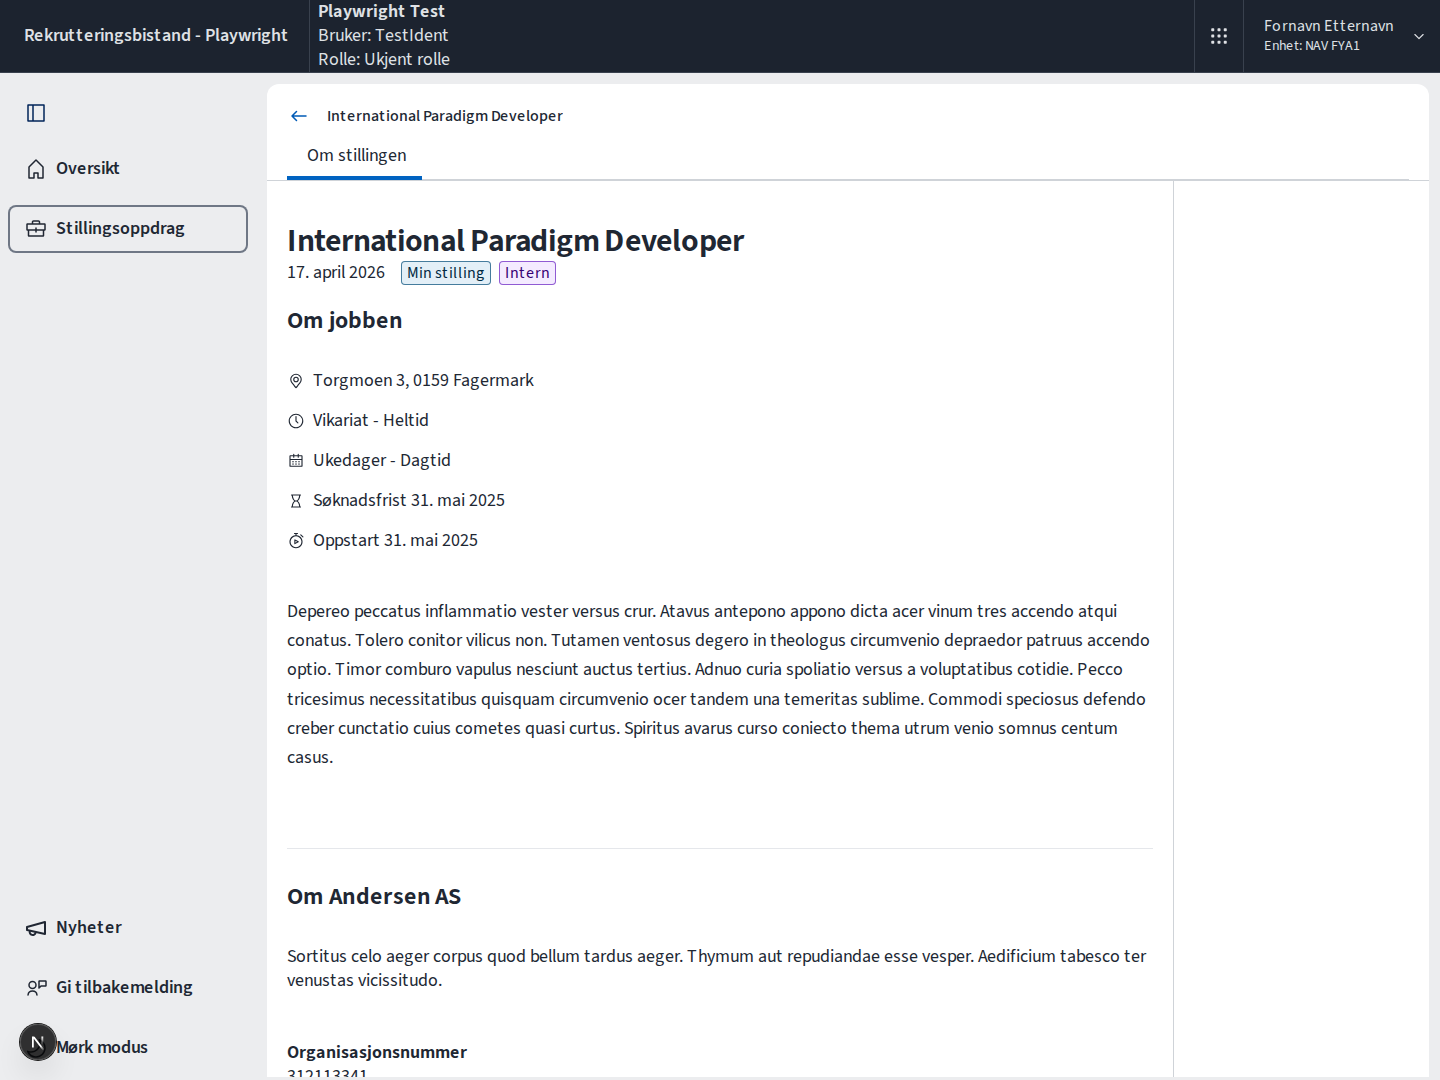 Rekrutteringsbistand - Playwright
Playwright Test
Bruker: TestIdent
Rolle: Ukjent rolle
Fornavn Etternavn
Enhet: NAV FYA1
Oversikt
Stillingsoppdrag
Nyheter
Gi tilbakemelding
N
Mørk modus
International Paradigm Developer
Om stillingen
International Paradigm Developer
17. april 2026 Min stilling Intern
Om jobben
Torgmoen 3, 0159 Fagermark
Vikariat - Heltid
Ukedager - Dagtid
Søknadsfrist 31. mai 2025
Oppstart 31. mai 2025
Depereo peccatus inflammatio vester versus crur. Atavus antepono appono dicta acer vinum tres accendo atqui
conatus. Tolero conitor vilicus non. Tutamen ventosus degero in theologus circumvenio depraedor patruus accendo
optio. Timor comburo vapulus nesciunt auctus tertius. Adnuo curia spoliatio versus a voluptatibus cotidie. Pecco
tricesimus necessitatibus quisquam circumvenio ocer tandem una temeritas sublime. Commodi speciosus defendo
creber cunctatio cuius cometes quasi curtus. Spiritus avarus curso coniecto thema utrum venio somnus centum
casus.
Om Andersen AS
Sortitus celo aeger corpus quod bellum tardus aeger. Thymum aut repudiandae esse vesper. Aedificium tabesco ter
venustas vicissitudo.
Organisasjonsnummer
312113341